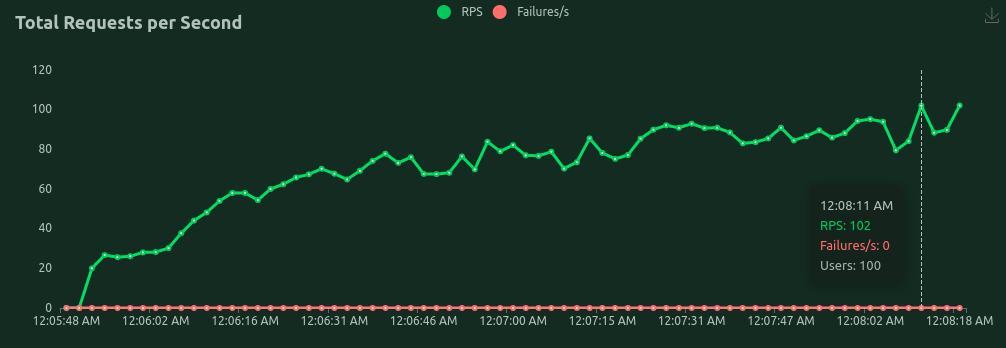 Total Requests per Second
RPS Failures/s
120
100
80
60
40
20
0
12:08:11 AM
RPS: 102
Failures/s: 0
Users: 100
12:05:48 AM 12:06:02 AM 12:06:16 AM 12:06:31 AM 12:06:46 AM 12:07:00 AM 12:07:15 AM 12:07:31 AM 12:07:47 AM 12:08:02 AM 12:08:18 AM